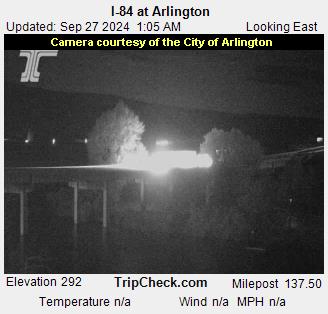 I-84 at Arlington
Updated: Sep 27 2024 1:05 AM Looking East
Camera courtesy of the City of Arlington
Elevation 292 TripCheck.com Milepost 137.50
Temperature n/a Wind n/a MPH n/a